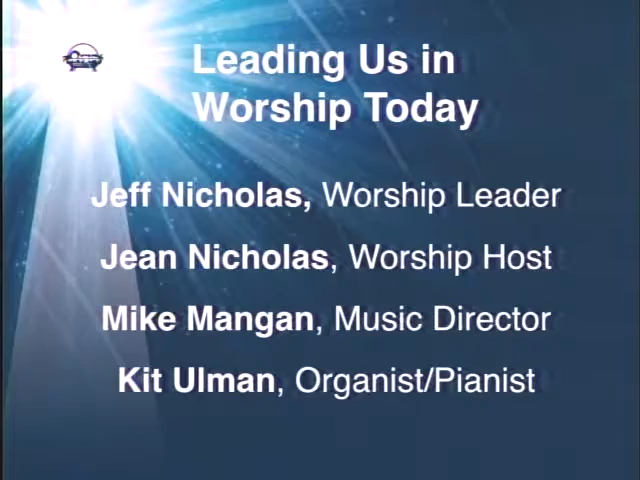 Leading Us in
Worship Today
Jeff Nicholas, Worship Leader
Jean Nicholas, Worship Host
Mike Mangan, Music Director
Kit Ulman, Organist/Pianist